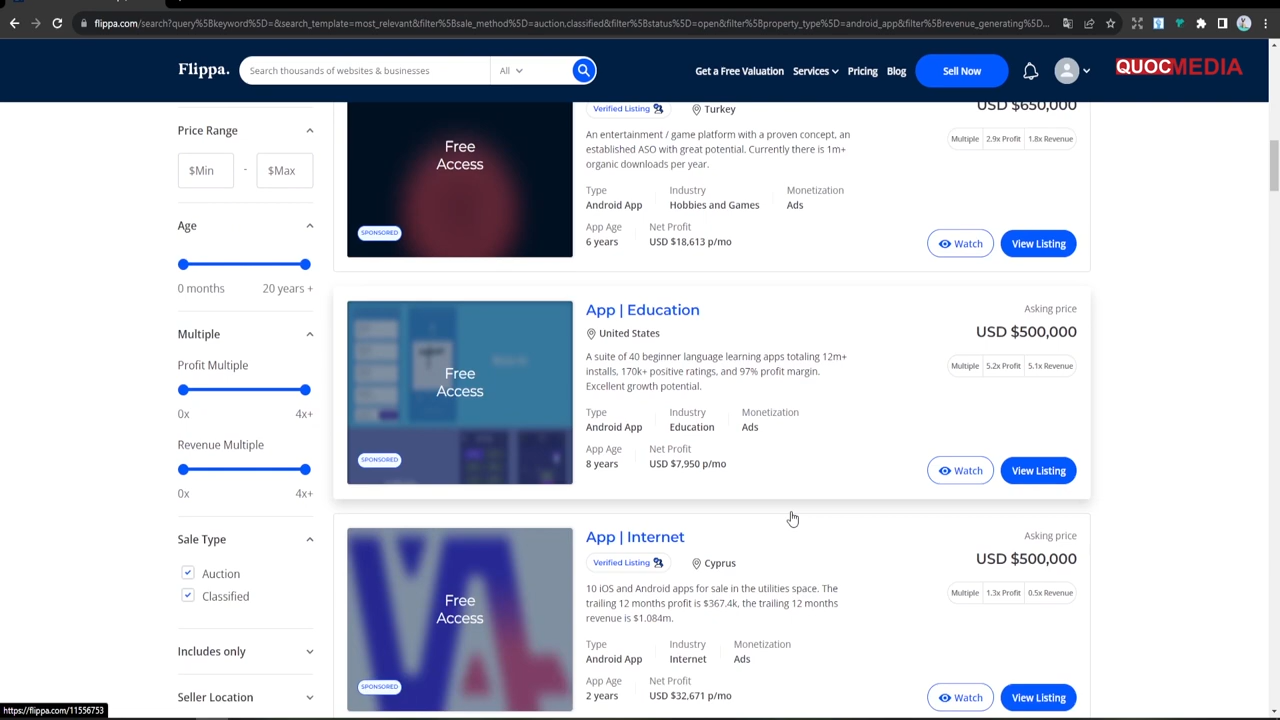 flippa.com/search?query%5Bkeyword%5D=&search_template=most_relevant&filter%5Bsale_method%5D=auction,classified&filter%5Bstatus%5D=open&filter%5Bproperty_type%5D=android_app&filter%5Brevenue_generating%5D...
Flippa.
Search thousands of websites & businesses
All
Get a Free Valuation
Services
Pricing
Blog
Sell Now
QUOCMEDIA
Price Range
$Min - $Max
Age
0 months
20 years +
Multiple
Profit Multiple
0x
4x+
Revenue Multiple
0x
4x+
Sale Type
Auction
Classified
Includes only
Seller Location
Free
Access
SPONSORED
Verified Listing
Turkey
USD $650,000
Multiple 2.9x Profit 1.8x Revenue
An entertainment / game platform with a proven concept, an
established ASO with great potential. Currently there is 1m+
organic downloads per year.
Type
Android App
Industry
Hobbies and Games
Monetization
Ads
App Age
6 years
Net Profit
USD $18,613 p/mo
Watch
View Listing
Free
Access
SPONSORED
App | Education
United States
Asking price
USD $500,000
Multiple 5.2x Profit 5.1x Revenue
A suite of 40 beginner language learning apps totaling 12m+
installs, 170k+ positive ratings, and 97% profit margin.
Excellent growth potential.
Type
Android App
Industry
Education
Monetization
Ads
App Age
8 years
Net Profit
USD $7,950 p/mo
Watch
View Listing
Free
Access
SPONSORED
App | Internet
Verified Listing
Cyprus
Asking price
USD $500,000
Multiple 1.3x Profit 0.5x Revenue
10 iOS and Android apps for sale in the utilities space. The
trailing 12 months profit is $367.4k, the trailing 12 months
revenue is $1.084m.
Type
Android App
Industry
Internet
Monetization
Ads
App Age
2 years
Net Profit
USD $32,671 p/mo
Watch
View Listing
https://flippa.com/11556753